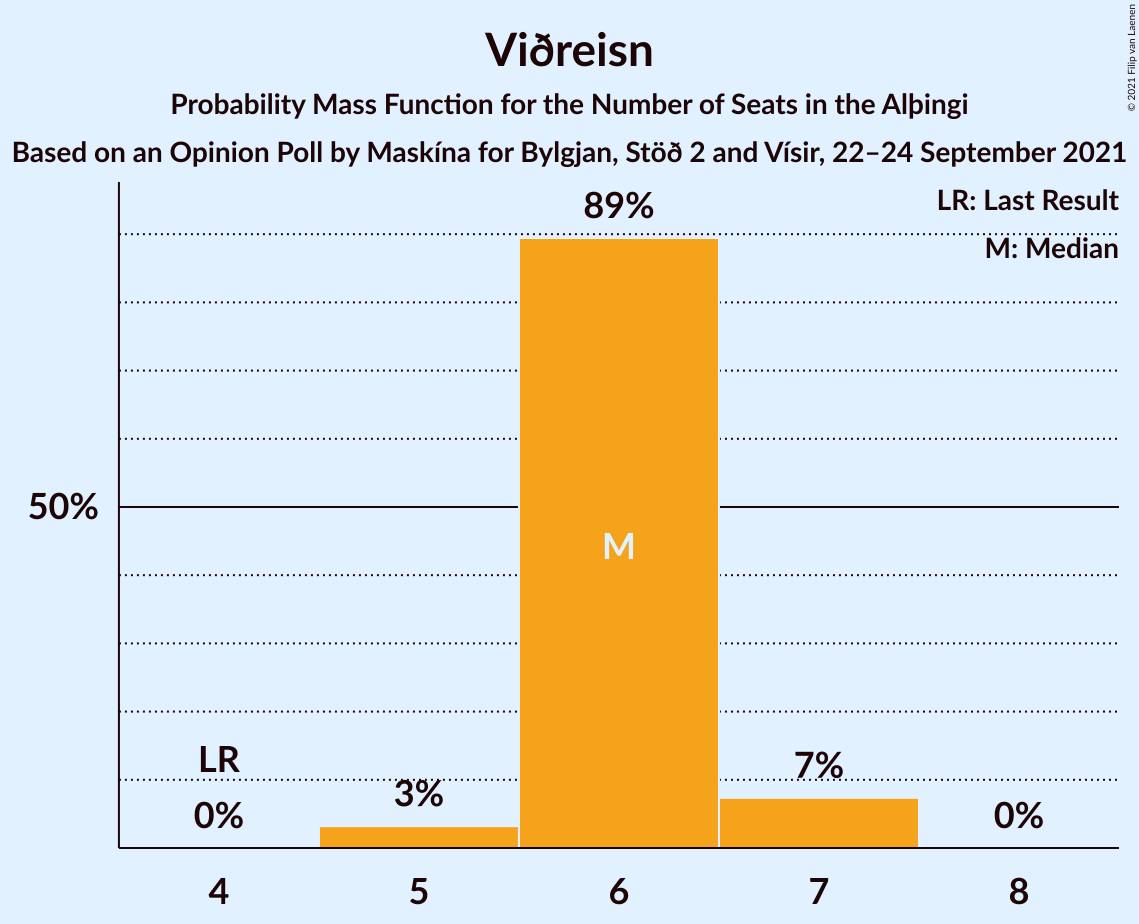 Viðreisn
Probability Mass Function for the Number of Seats in the Alþingi
Based on an Opinion Poll by Maskína for Bylgjan, Stöð 2 and Vísir, 22–24 September 2021
© 2021 Filip van Laenen
LR: Last Result
M: Median
89%
50%
M
LR
0%
3%
7%
0%
4 5 6 7 8